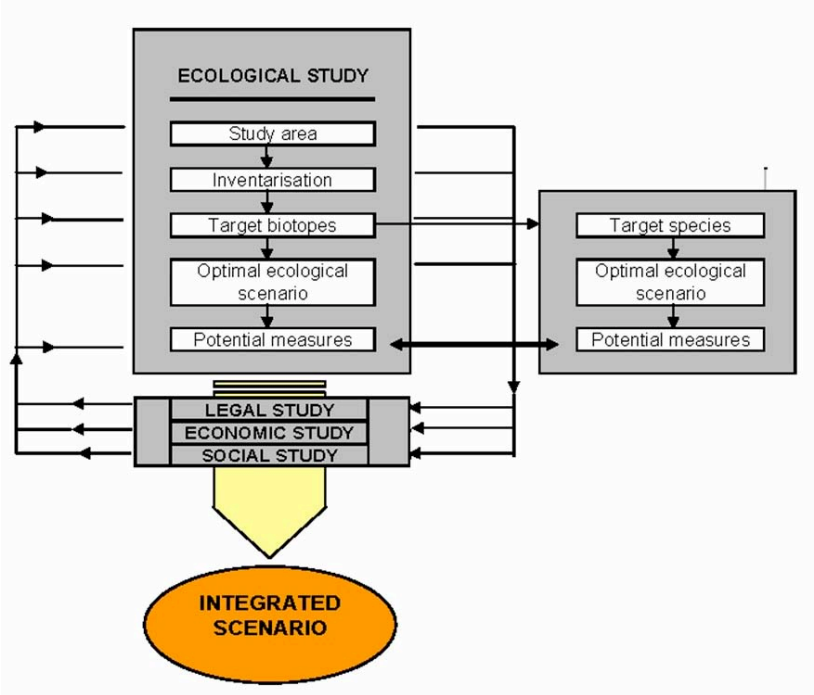 ECOLOGICAL STUDY
Study area
Inventarisation
Target biotopes
Optimal ecological
scenario
Potential measures
Target species
Optimal ecological
scenario
Potential measures
LEGAL STUDY
ECONOMIC STUDY
SOCIAL STUDY
INTEGRATED
SCENARIO